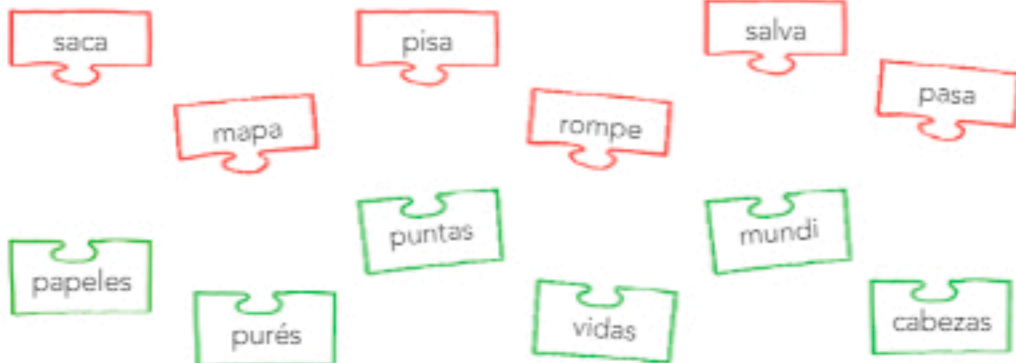 saca
pisa
salva
mapa
rompe
pasa
papeles
puntas
mundi
purés
vidas
cabezas